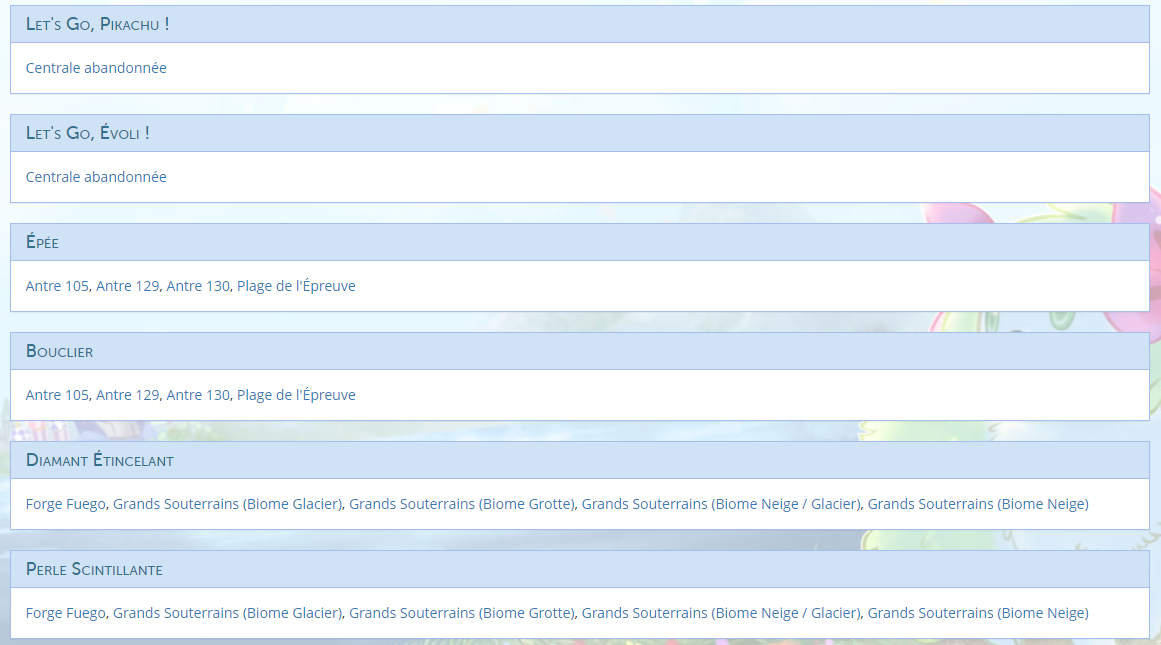 Let's Go, Pikachu !
Centrale abandonnée
Let's Go, Évoli !
Centrale abandonnée
Épée
Antre 105, Antre 129, Antre 130, Plage de l'Épreuve
Bouclier
Antre 105, Antre 129, Antre 130, Plage de l'Épreuve
Diamant Étincelant
Forge Fuego, Grands Souterrains (Biome Glacier), Grands Souterrains (Biome Grotte), Grands Souterrains (Biome Neige / Glacier), Grands Souterrains (Biome Neige)
Perle Scintillante
Forge Fuego, Grands Souterrains (Biome Glacier), Grands Souterrains (Biome Grotte), Grands Souterrains (Biome Neige / Glacier), Grands Souterrains (Biome Neige)